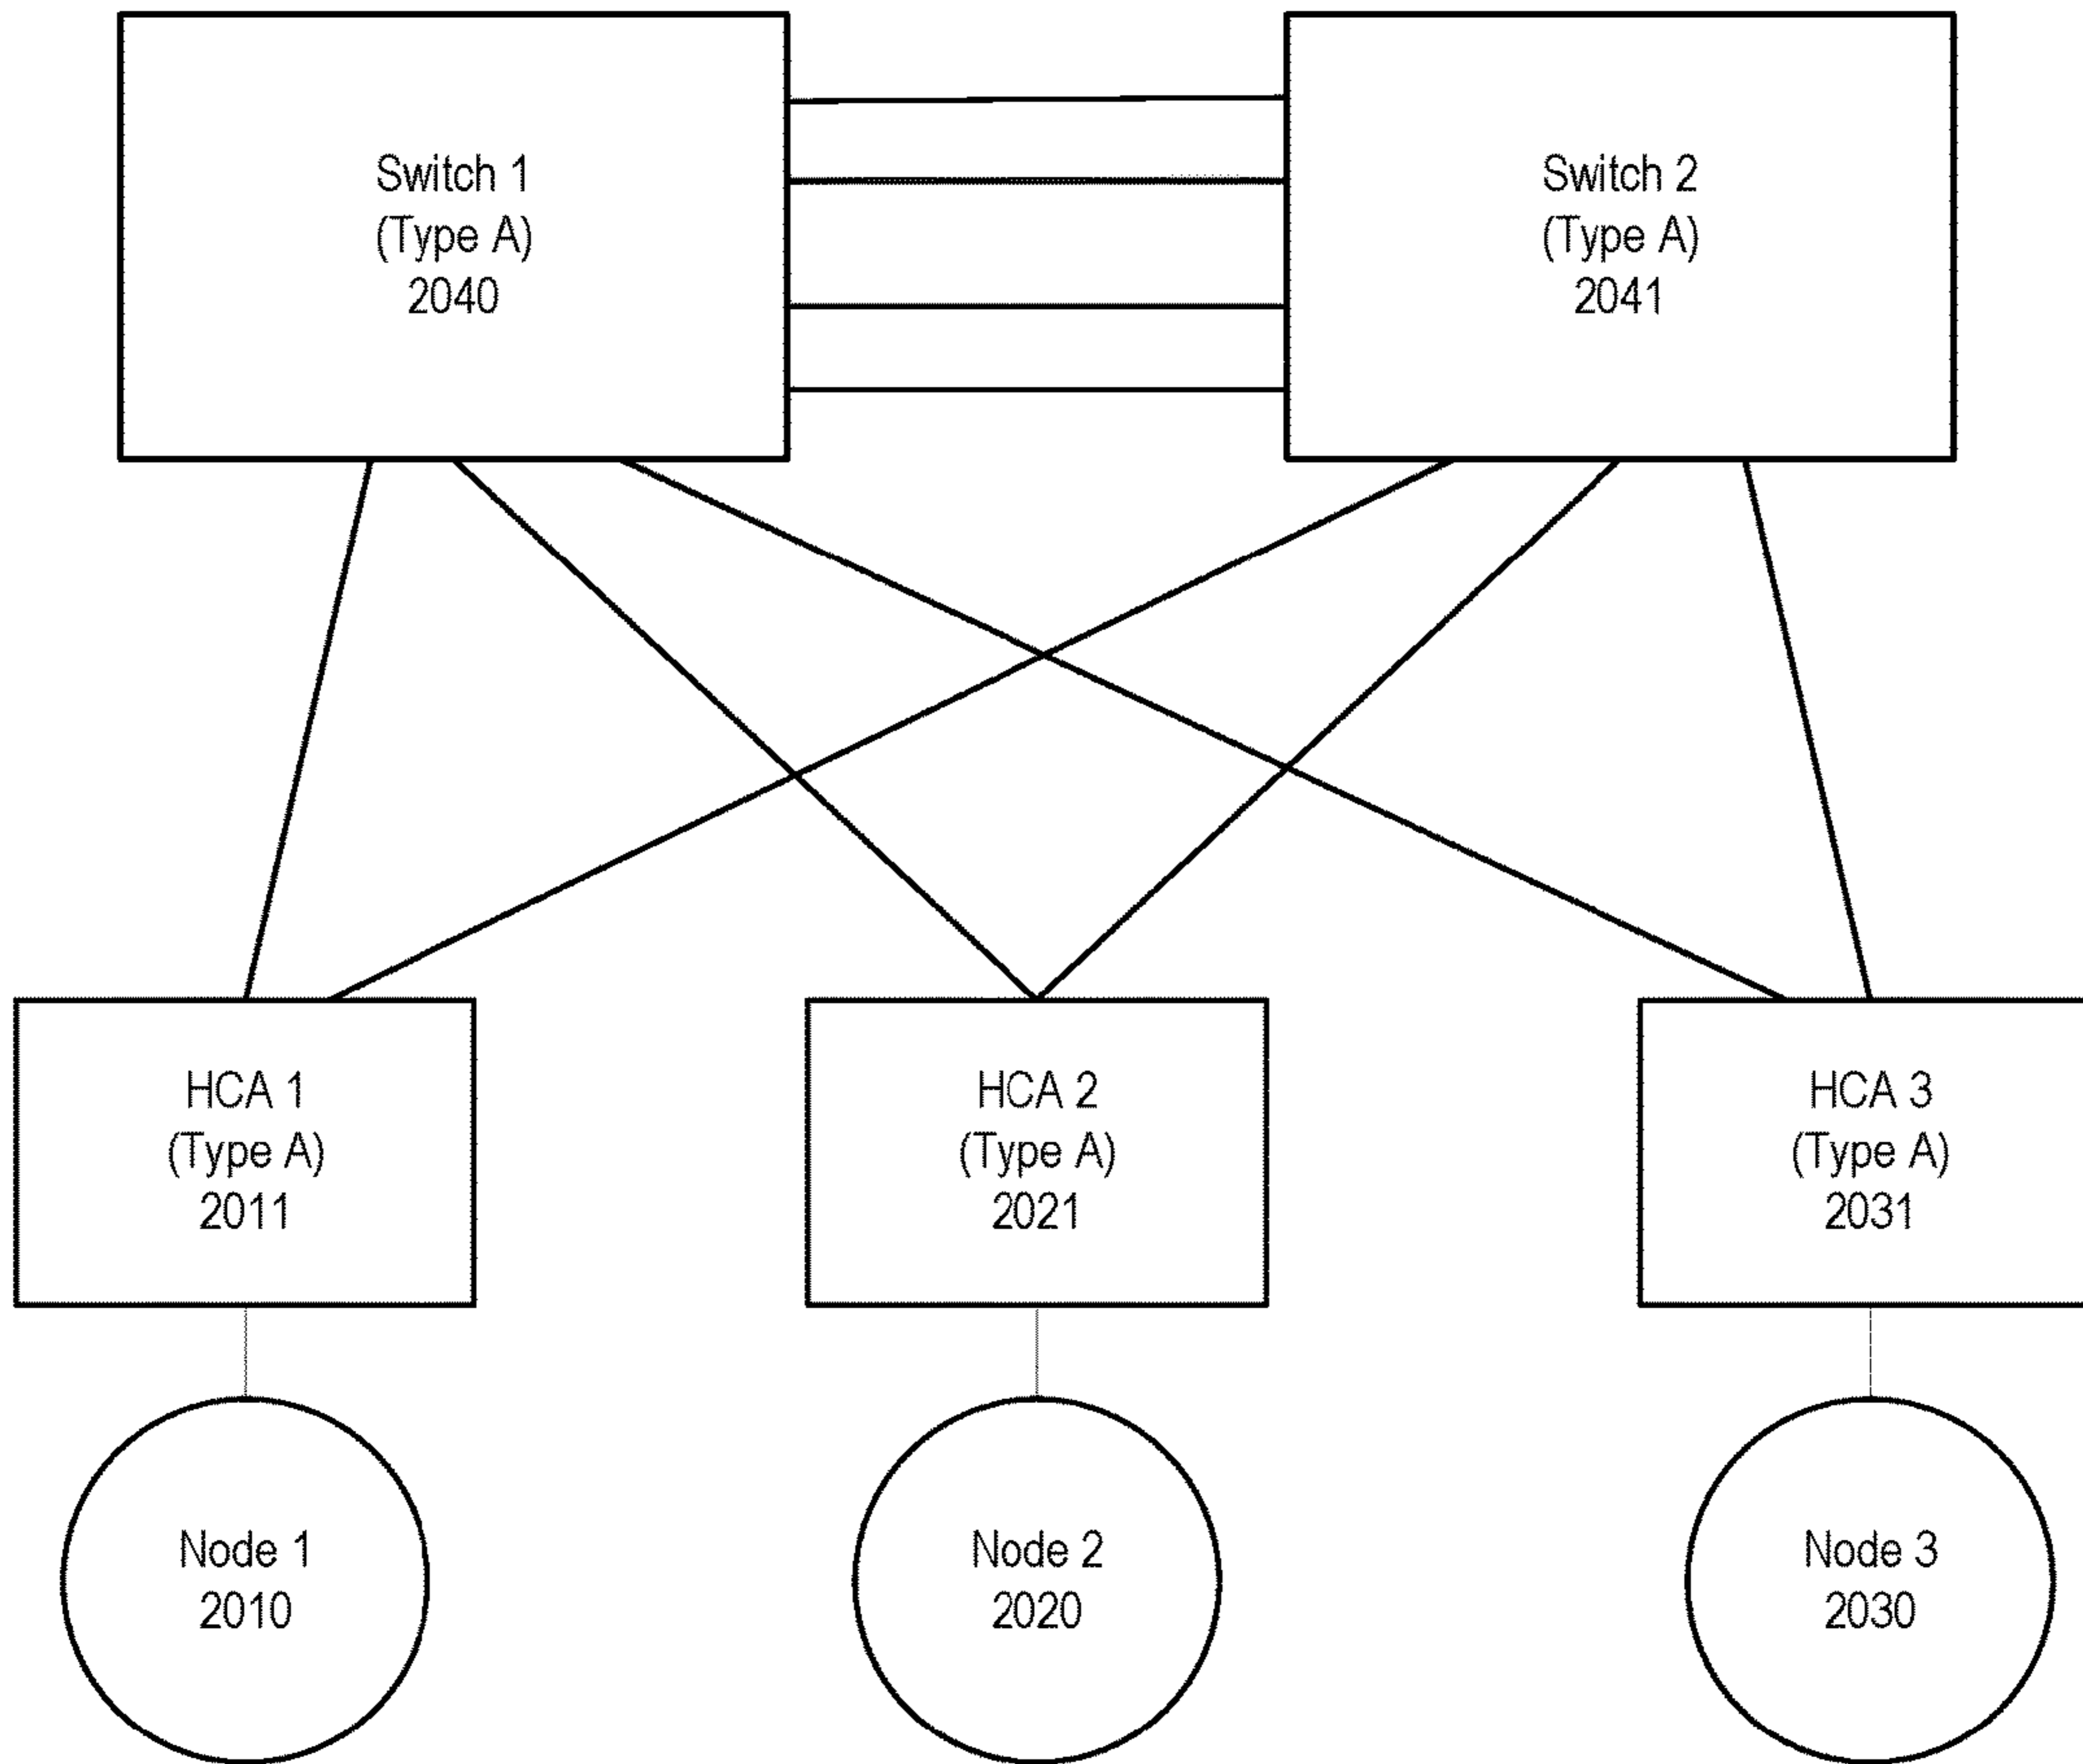 Switch 1
(Type A)
2040
Switch 2
(Type A)
2041
HCA 1
(Type A)
2011
HCA 2
(Type A)
2021
HCA 3
(Type A)
2031
Node 1
2010
Node 2
2020
Node 3
2030